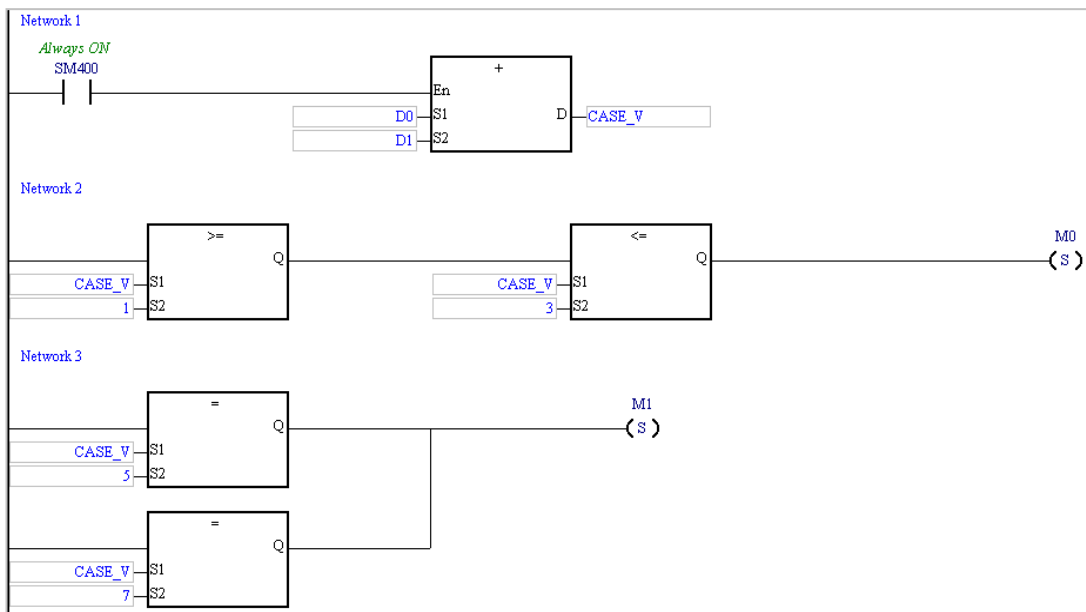 Network 1
Always ON
SM400
+
En
D0 S1 D CASE_V
D1 S2
Network 2
>= <= M0
Q Q S
CASE_V S1 CASE_V S1
1 S2 3 S2
Network 3
= M1
Q S
CASE_V S1
5 S2
=
Q
CASE_V S1
7 S2